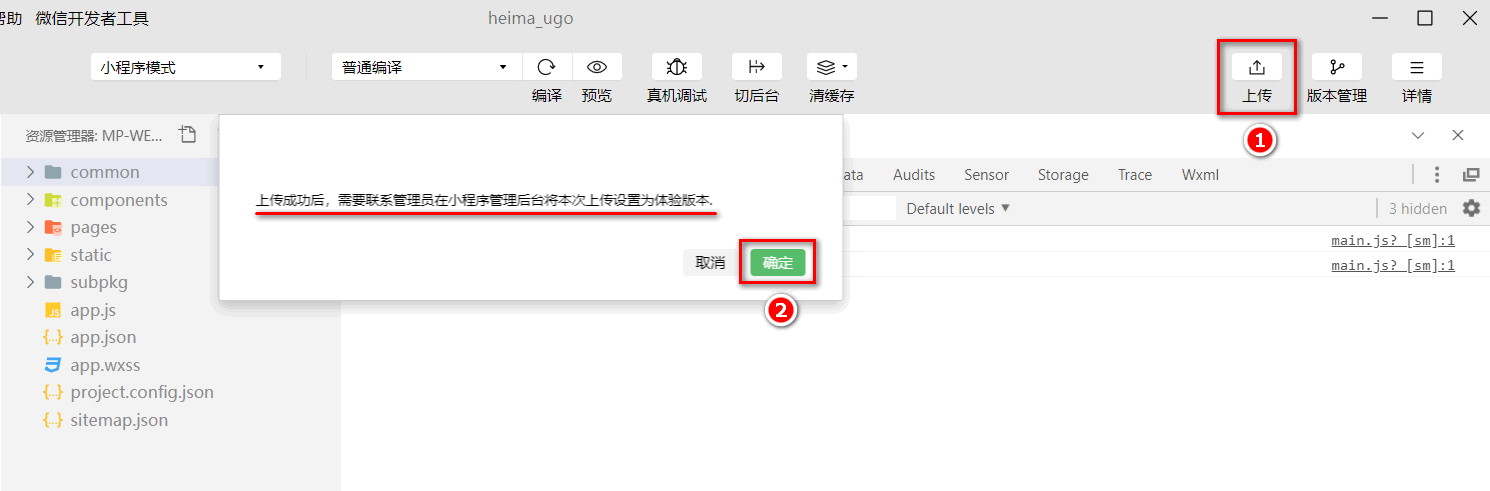 帮助 微信开发者工具 heima_ugo
小程序模式 普通编译
编译 预览 真机调试 切后台 清缓存 上传 版本管理 详情
1
资源管理器: MP-WE...
common
components
pages
static
subpkg
app.js
app.json
app.wxss
project.config.json
sitemap.json
上传成功后，需要联系管理员在小程序管理后台将本次上传设置为体验版本.
取消 确定
2
ata Audits Sensor Storage Trace Wxml
Default levels ▼ 3 hidden
main.js? [sm]:1
main.js? [sm]:1